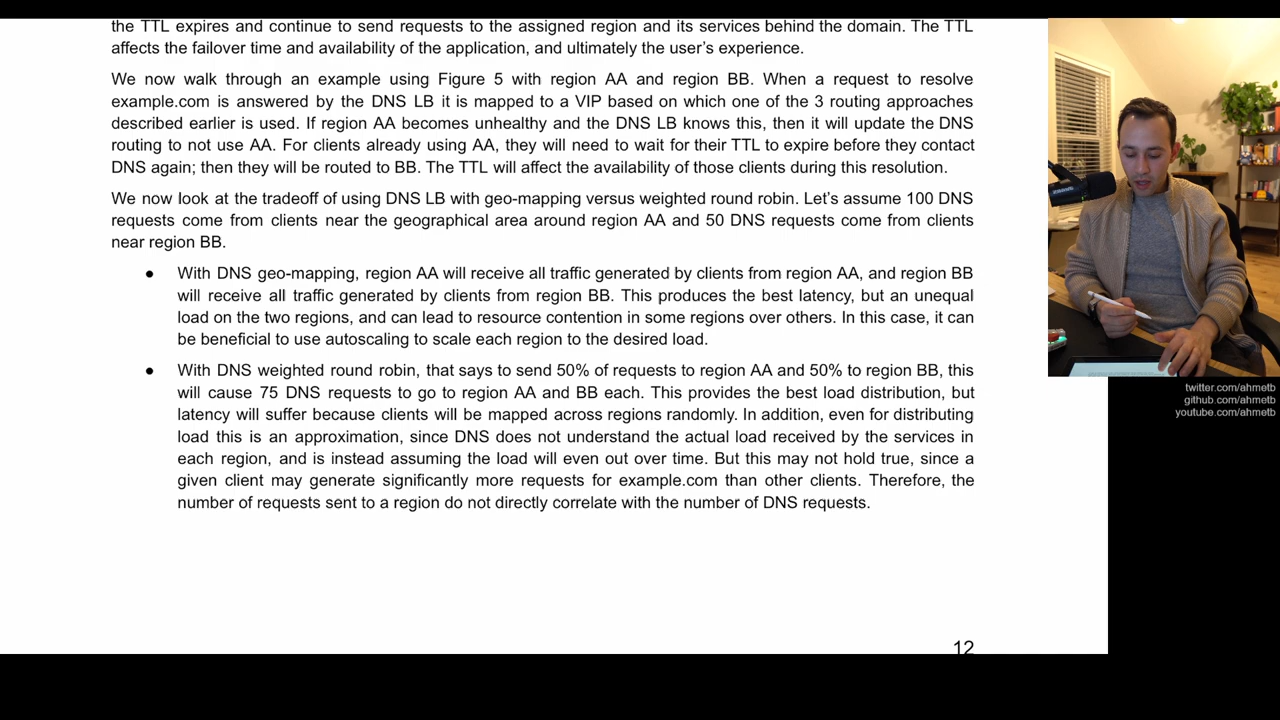 the TTL expires and continue to send requests to the assigned region and its services behind the domain. The TTL
affects the failover time and availability of the application, and ultimately the user's experience.
We now walk through an example using Figure 5 with region AA and region BB. When a request to resolve
example.com is answered by the DNS LB it is mapped to a VIP based on which one of the 3 routing approaches
described earlier is used. If region AA becomes unhealthy and the DNS LB knows this, then it will update the DNS
routing to not use AA. For clients already using AA, they will need to wait for their TTL to expire before they contact
DNS again; then they will be routed to BB. The TTL will affect the availability of those clients during this resolution.
We now look at the tradeoff of using DNS LB with geo-mapping versus weighted round robin. Let's assume 100 DNS
requests come from clients near the geographical area around region AA and 50 DNS requests come from clients
near region BB.
● With DNS geo-mapping, region AA will receive all traffic generated by clients from region AA, and region BB
will receive all traffic generated by clients from region BB. This produces the best latency, but an unequal
load on the two regions, and can lead to resource contention in some regions over others. In this case, it can
be beneficial to use autoscaling to scale each region to the desired load.
● With DNS weighted round robin, that says to send 50% of requests to region AA and 50% to region BB, this
will cause 75 DNS requests to go to region AA and BB each. This provides the best load distribution, but
latency will suffer because clients will be mapped across regions randomly. In addition, even for distributing
load this is an approximation, since DNS does not understand the actual load received by the services in
each region, and is instead assuming the load will even out over time. But this may not hold true, since a
given client may generate significantly more requests for example.com than other clients. Therefore, the
number of requests sent to a region do not directly correlate with the number of DNS requests.
12
twitter.com/ahmetb
github.com/ahmetb
youtube.com/ahmetb